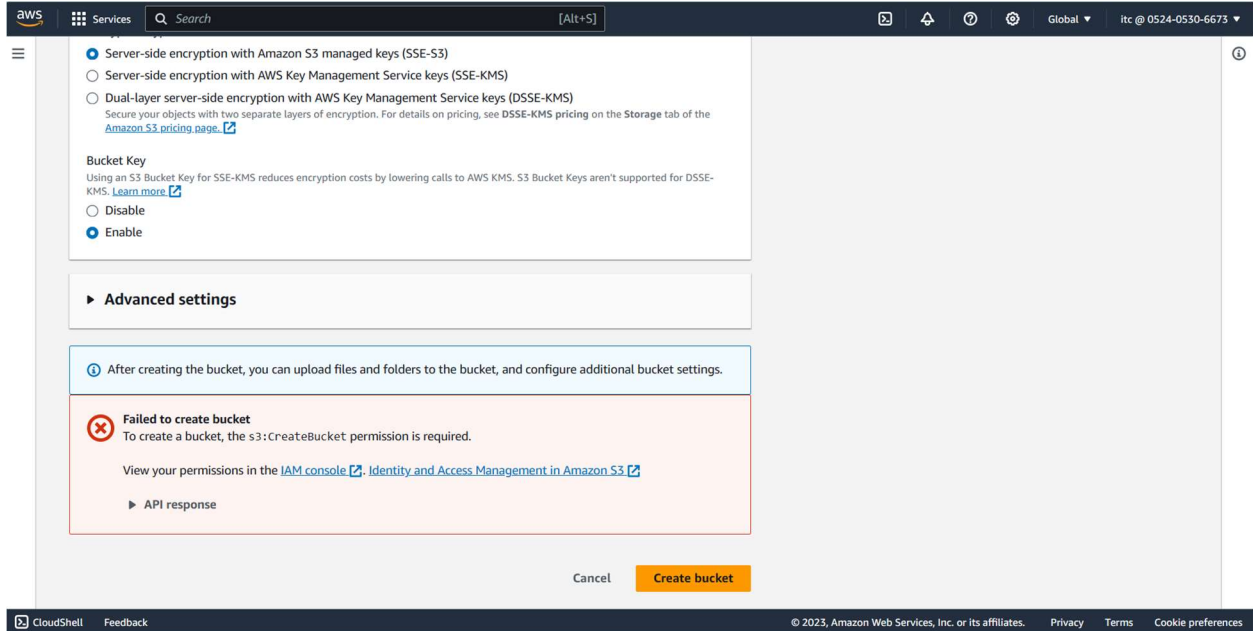 aws
Services
Search
[Alt+S]
Global
itc @ 0524-0530-6673
Server-side encryption with Amazon S3 managed keys (SSE-S3)
Server-side encryption with AWS Key Management Service keys (SSE-KMS)
Dual-layer server-side encryption with AWS Key Management Service keys (DSSE-KMS)
Secure your objects with two separate layers of encryption. For details on pricing, see DSSE-KMS pricing on the Storage tab of the
Amazon S3 pricing page.
Bucket Key
Using an S3 Bucket Key for SSE-KMS reduces encryption costs by lowering calls to AWS KMS. S3 Bucket Keys aren't supported for DSSE-
KMS. Learn more
Disable
Enable
Advanced settings
After creating the bucket, you can upload files and folders to the bucket, and configure additional bucket settings.
Failed to create bucket
To create a bucket, the s3:CreateBucket permission is required.
View your permissions in the IAM console. Identity and Access Management in Amazon S3
API response
Cancel
Create bucket
CloudShell
Feedback
© 2023, Amazon Web Services, Inc. or its affiliates.
Privacy
Terms
Cookie preferences